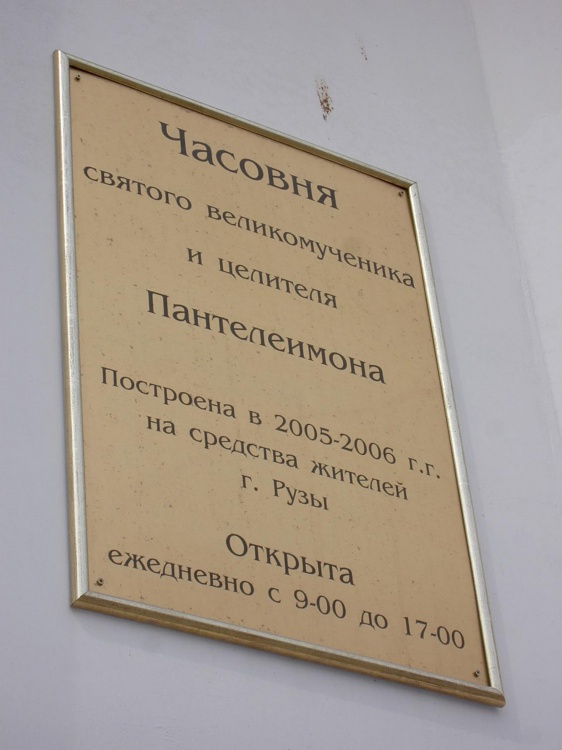 Часовня
святого великомученика
и целителя
Пантелеимона
Построена в 2005-2006 г.г.
на средства жителей
г. Рузы
Открыта
ежедневно с 9-00 до 17-00